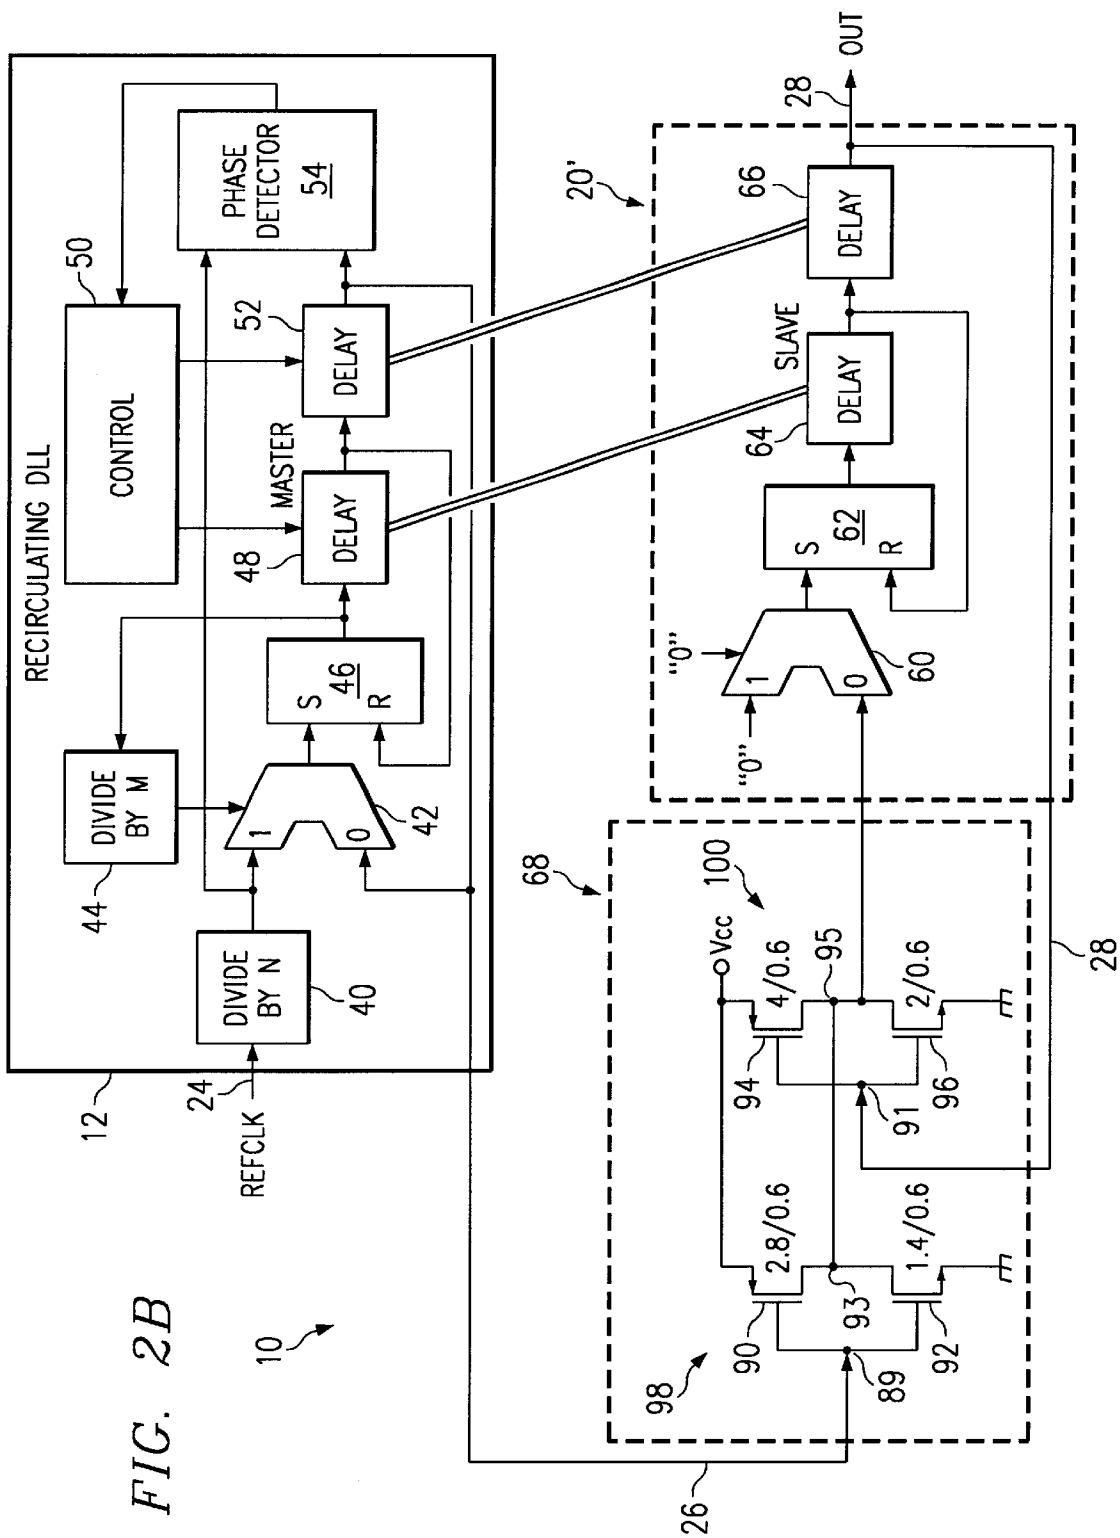 FIG. 2B
10
RECIRCULATING DLL
12
REFCLK
24
DIVIDE
BY N
40
44
DIVIDE
BY M
1
0
42
S
46
R
CONTROL
50
MASTER
48
DELAY
52
DELAY
PHASE
DETECTOR
54
26
68
98
100
Vcc
90
2.8/0.6
93
89
92
1.4/0.6
94
4/0.6
95
91
96
2/0.6
28
20'
"0"
"0"
1
0
60
S
62
R
SLAVE
64
DELAY
66
DELAY
28
OUT